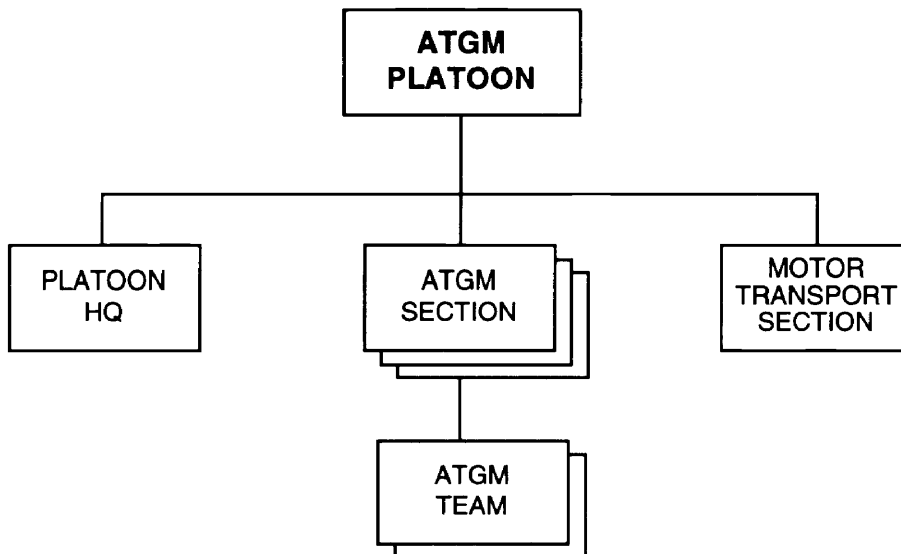 ATGM
PLATOON
PLATOON
HQ
ATGM
SECTION
MOTOR
TRANSPORT
SECTION
ATGM
TEAM